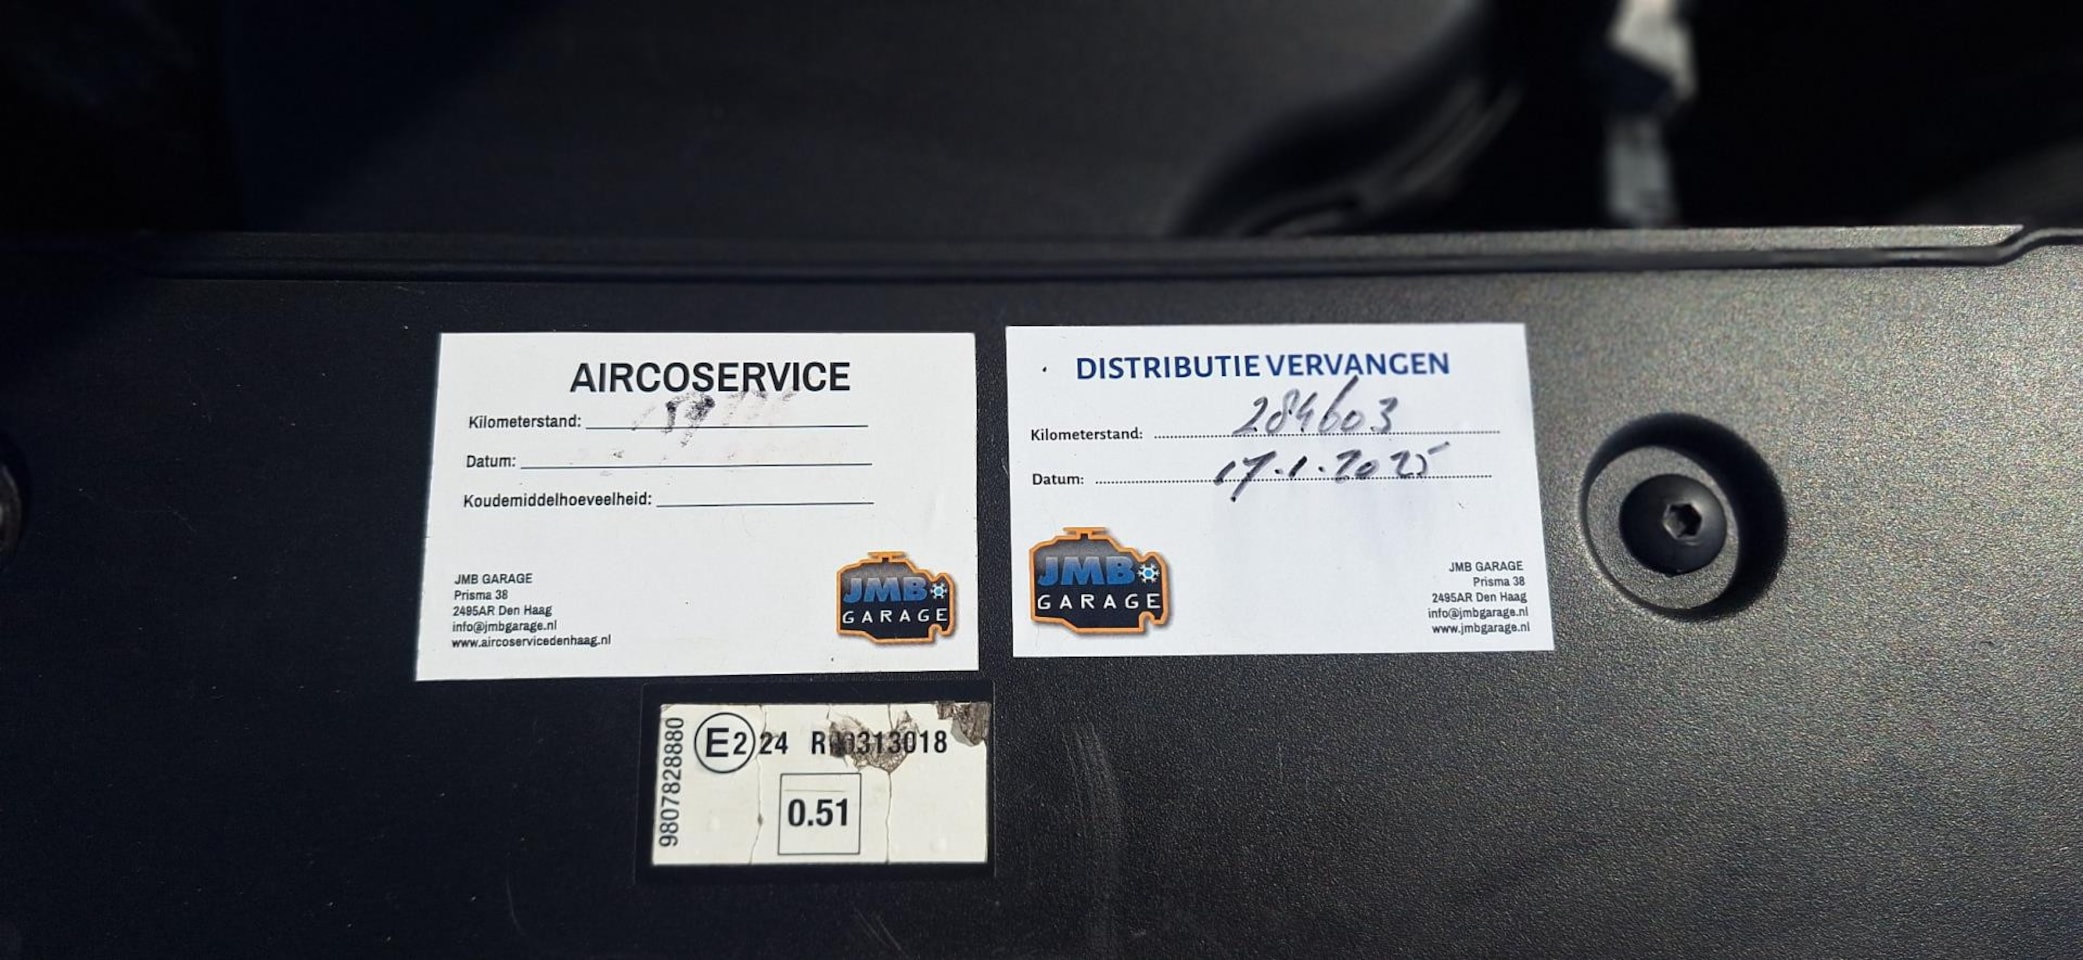 AIRCOSERVICE
Kilometerstand:
Datum:
Koudemiddelhoeveelheid:
JMB GARAGE
Prisma 38
2495AR Den Haag
info@jmbgarage.nl
www.aircoservicedenhaag.nl
JMB
GARAGE
DISTRIBUTIE VERVANGEN
Kilometerstand: 284603
Datum: 17.1.2025
JMB
GARAGE
JMB GARAGE
Prisma 38
2495AR Den Haag
info@jmbgarage.nl
www.jmbgarage.nl
9807828880
E2 24
0.51